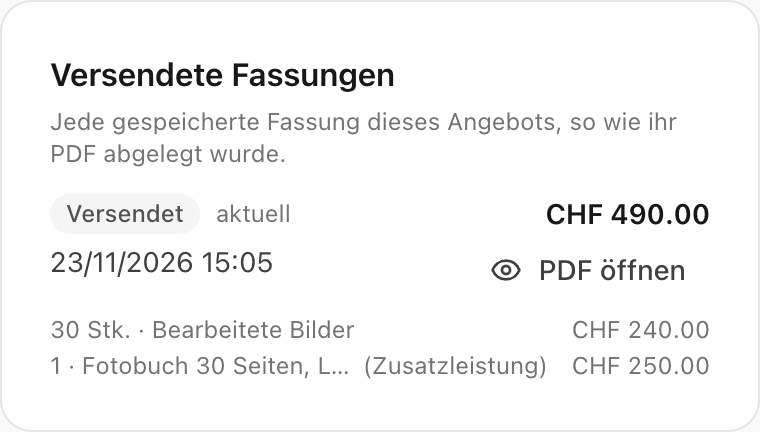 Versendete Fassungen
Jede gespeicherte Fassung dieses Angebots, so wie ihr
PDF abgelegt wurde.
Versendet aktuell CHF 490.00
23/11/2026 15:05 PDF öffnen
30 Stk. · Bearbeitete Bilder CHF 240.00
1 · Fotobuch 30 Seiten, L... (Zusatzleistung) CHF 250.00